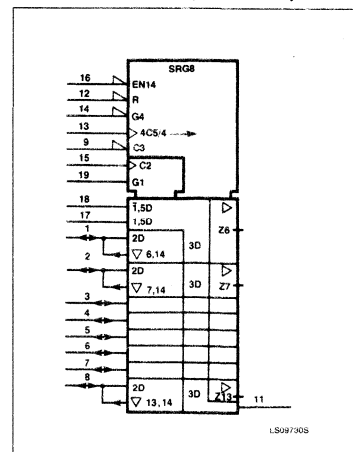 SRG8
16 EN14
12 R
14 G4
13 4C5/4
9 C3
15 C2
19 G1
18 1,5D
17 1,5D
1 2D 3D Z6
6,14
2 2D 3D Z7
7,14
3
4
5
6
7
8 2D 3D Z13 11
13,14
LS09730S